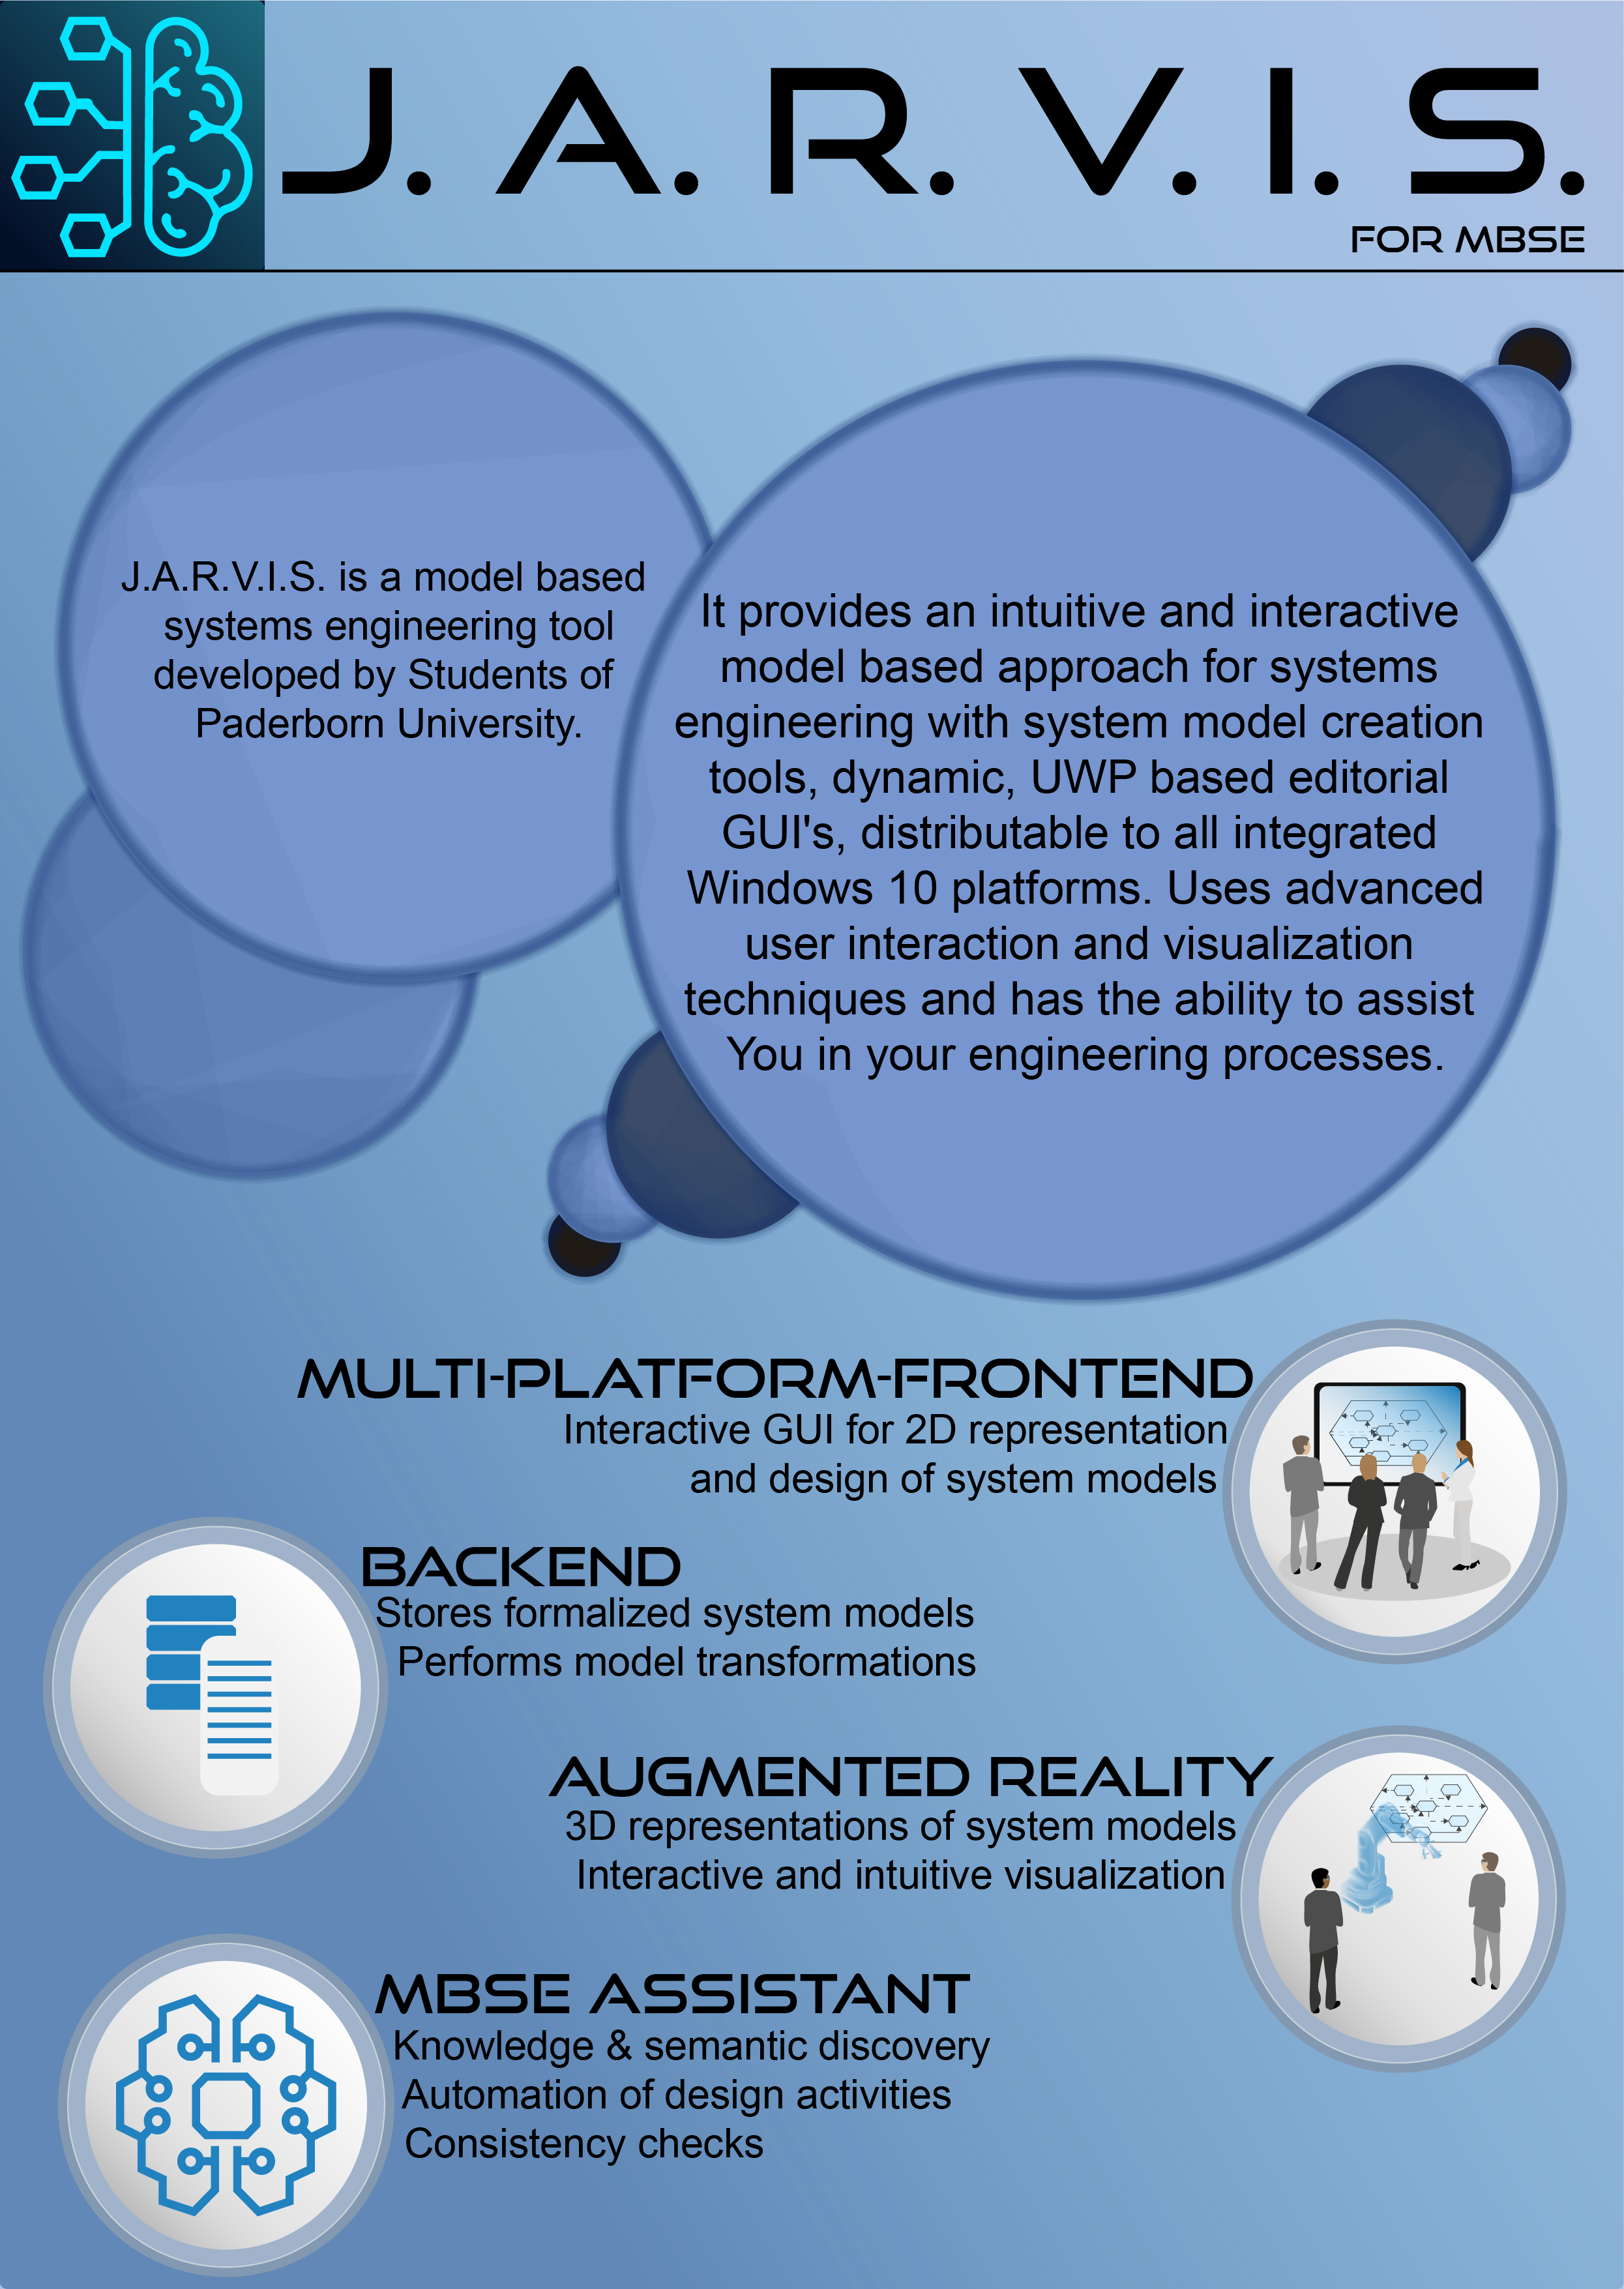 J. A. R. V. I. S.
FOR MBSE
J.A.R.V.I.S. is a model based
systems engineering tool
developed by Students of
Paderborn University.
It provides an intuitive and interactive
model based approach for systems
engineering with system model creation
tools, dynamic, UWP based editorial
GUI's, distributable to all integrated
Windows 10 platforms. Uses advanced
user interaction and visualization
techniques and has the ability to assist
You in your engineering processes.
MULTI-PLATFORM-FRONTEND
Interactive GUI for 2D representation
and design of system models
BACKEND
Stores formalized system models
Performs model transformations
AUGMENTED REALITY
3D representations of system models
Interactive and intuitive visualization
MBSE ASSISTANT
Knowledge & semantic discovery
Automation of design activities
Consistency checks